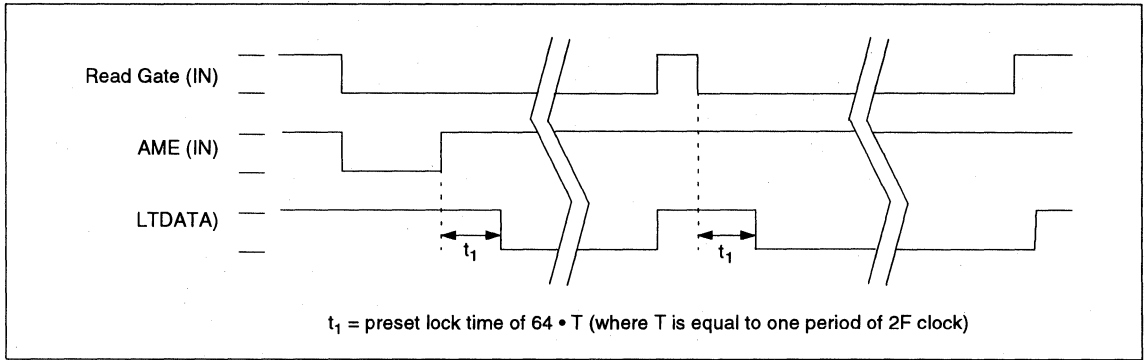 Read Gate (IN)
AME (IN)
LTDATA)
t₁
t₁
t₁ = preset lock time of 64 • T (where T is equal to one period of 2F clock)